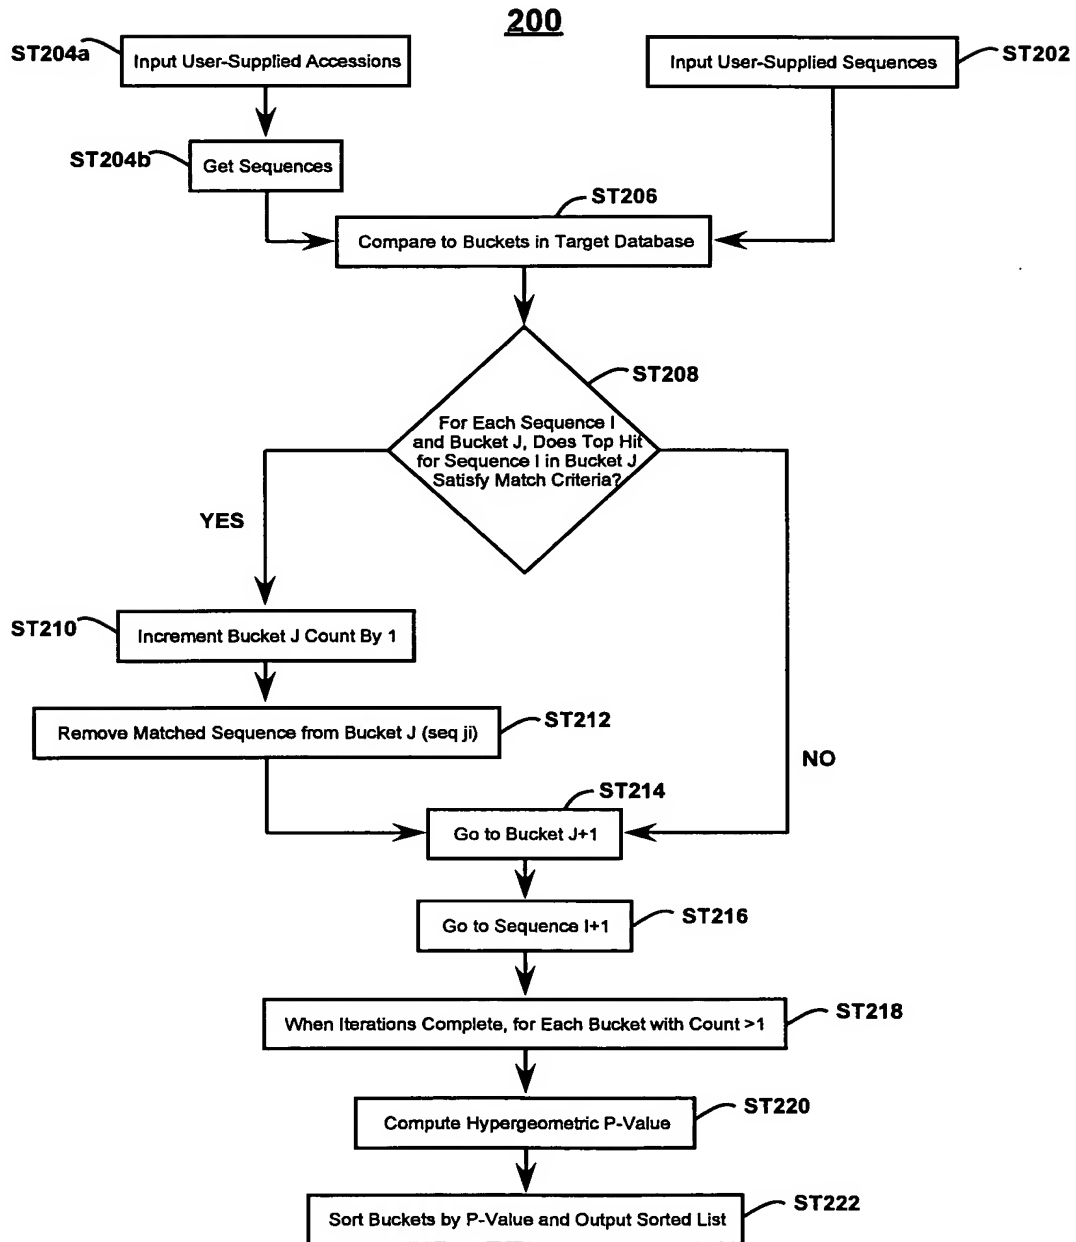 200
ST204a
Input User-Supplied Accessions
Input User-Supplied Sequences
ST202
ST204b
Get Sequences
ST206
Compare to Buckets in Target Database
ST208
For Each Sequence I
and Bucket J, Does Top Hit
for Sequence I in Bucket J
Satisfy Match Criteria?
YES
ST210
Increment Bucket J Count By 1
Remove Matched Sequence from Bucket J (seq ji)
ST212
NO
ST214
Go to Bucket J+1
Go to Sequence I+1
ST216
When Iterations Complete, for Each Bucket with Count >1
ST218
Compute Hypergeometric P-Value
ST220
Sort Buckets by P-Value and Output Sorted List
ST222